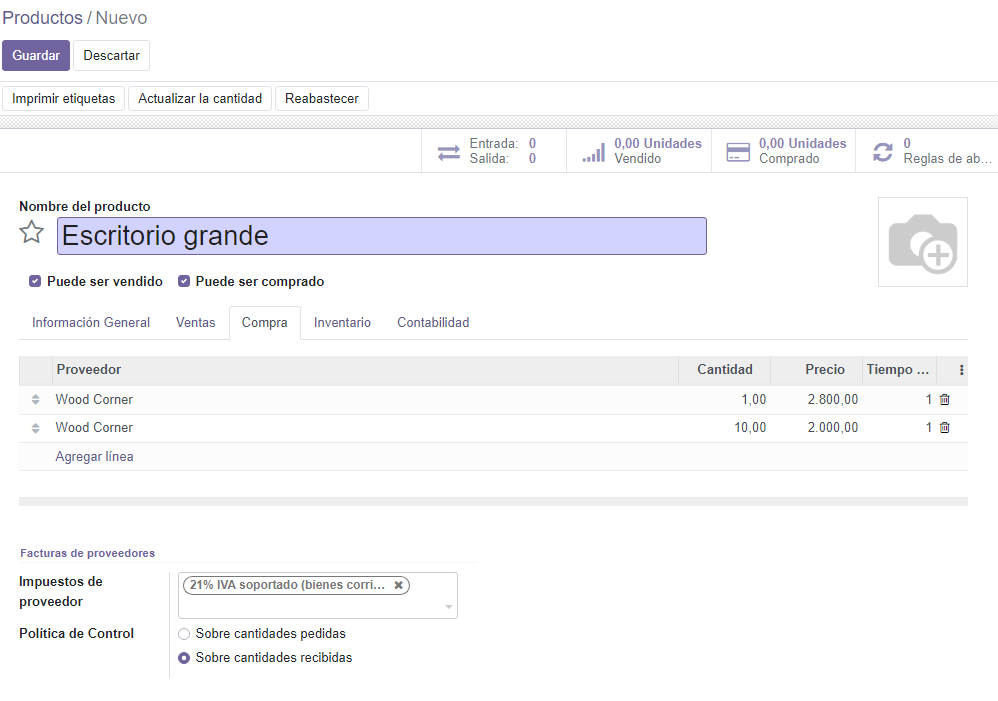 Productos / Nuevo
Guardar Descartar
Imprimir etiquetas Actualizar la cantidad Reabastecer
Entrada: 0
Salida: 0
0,00 Unidades
Vendido
0,00 Unidades
Comprado
0
Reglas de ab...
Nombre del producto
Escritorio grande
Puede ser vendido Puede ser comprado
Información General Ventas Compra Inventario Contabilidad
Proveedor Cantidad Precio Tiempo ...
Wood Corner 1,00 2.800,00 1
Wood Corner 10,00 2.000,00 1
Agregar línea
Facturas de proveedores
Impuestos de
proveedor
21% IVA soportado (bienes corri...
Política de Control
Sobre cantidades pedidas
Sobre cantidades recibidas